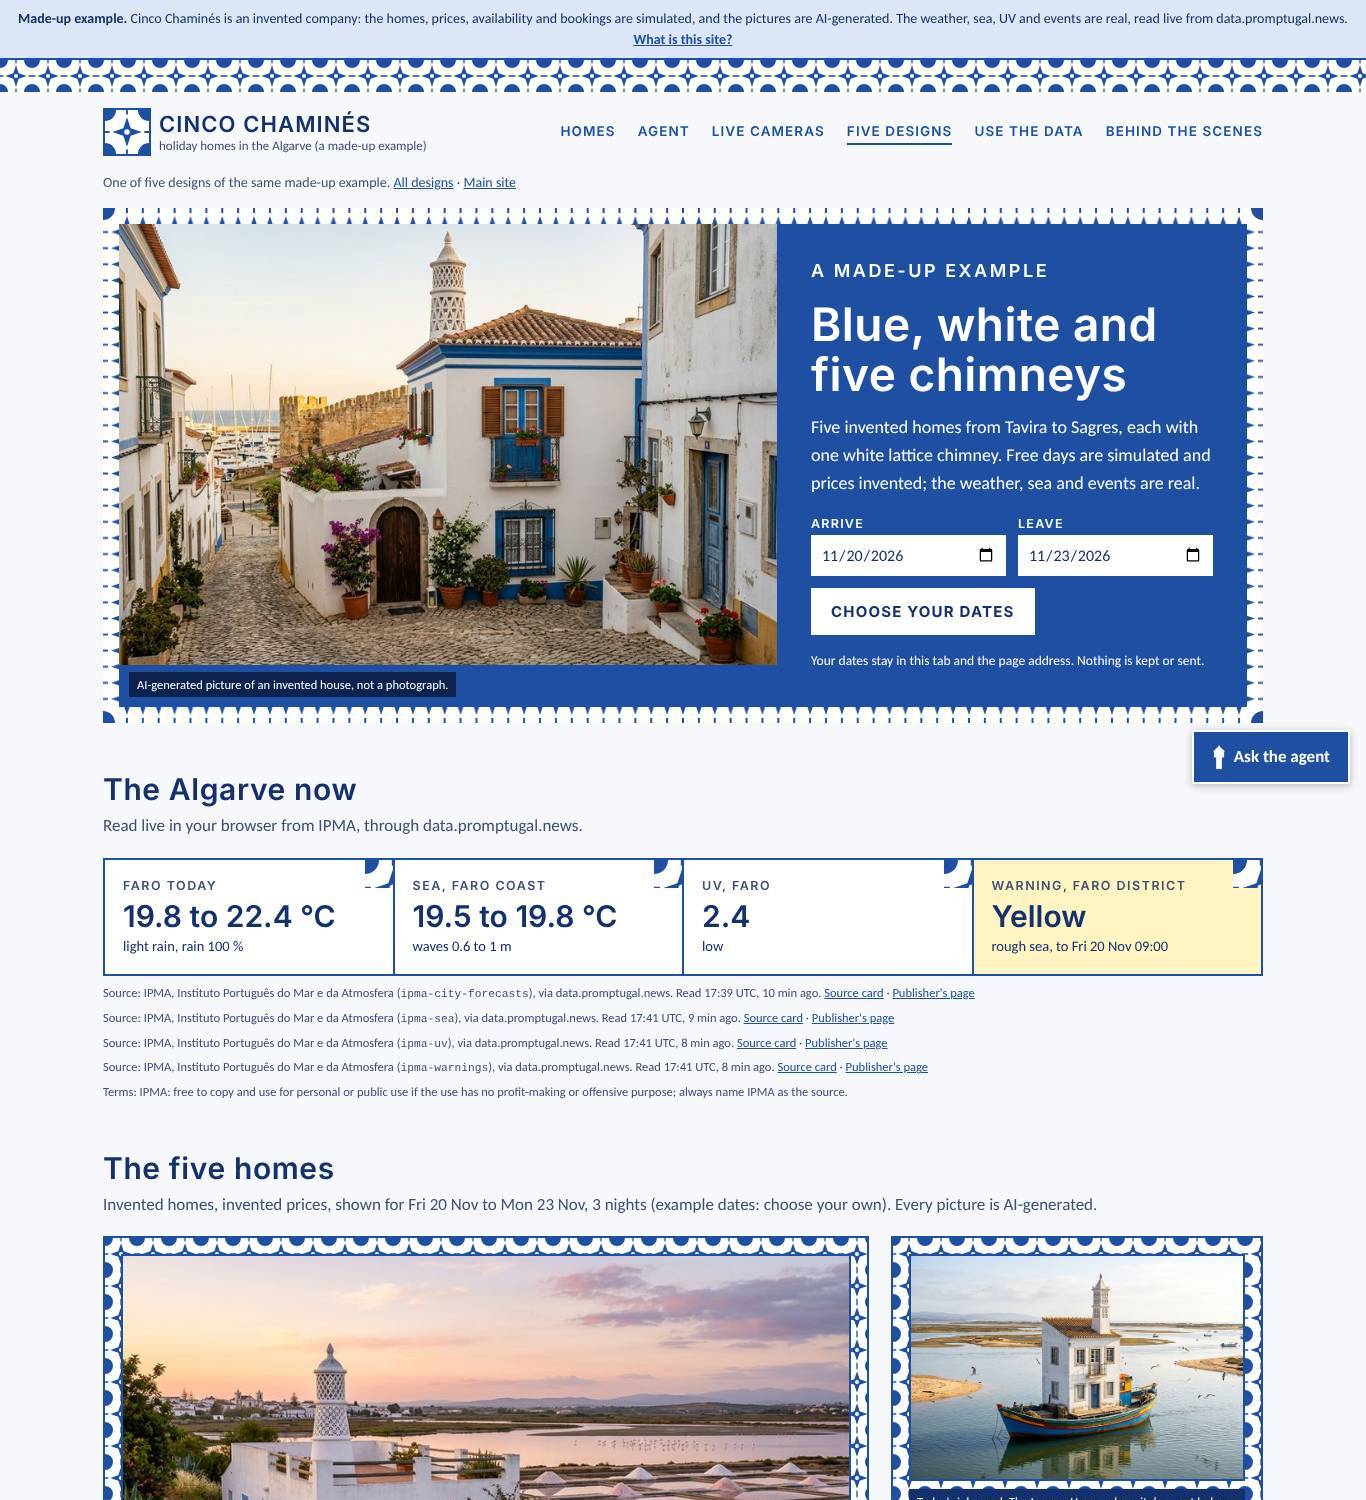 Made-up example. Cinco Chaminés is an invented company: the homes, prices, availability and bookings are simulated, and the pictures are AI-generated. The weather, sea, UV and events are real, read live from data.promptugal.news.
What is this site?
CINCO CHAMINÉS
holiday homes in the Algarve (a made-up example)
HOMES AGENT LIVE CAMERAS FIVE DESIGNS USE THE DATA BEHIND THE SCENES
One of five designs of the same made-up example. All designs · Main site
A MADE-UP EXAMPLE
Blue, white and
five chimneys
Five invented homes from Tavira to Sagres, each with
one white lattice chimney. Free days are simulated and
prices invented; the weather, sea and events are real.
ARRIVE LEAVE
11/20/2026 11/23/2026
CHOOSE YOUR DATES
Your dates stay in this tab and the page address. Nothing is kept or sent.
AI-generated picture of an invented house, not a photograph.
Ask the agent
The Algarve now
Read live in your browser from IPMA, through data.promptugal.news.
FARO TODAY
19.8 to 22.4 °C
light rain, rain 100 %
SEA, FARO COAST
19.5 to 19.8 °C
waves 0.6 to 1 m
UV, FARO
2.4
low
WARNING, FARO DISTRICT
Yellow
rough sea, to Fri 20 Nov 09:00
Source: IPMA, Instituto Português do Mar e da Atmosfera (ipma-city-forecasts), via data.promptugal.news. Read 17:39 UTC, 10 min ago. Source card · Publisher's page
Source: IPMA, Instituto Português do Mar e da Atmosfera (ipma-sea), via data.promptugal.news. Read 17:41 UTC, 9 min ago. Source card · Publisher's page
Source: IPMA, Instituto Português do Mar e da Atmosfera (ipma-uv), via data.promptugal.news. Read 17:41 UTC, 8 min ago. Source card · Publisher's page
Source: IPMA, Instituto Português do Mar e da Atmosfera (ipma-warnings), via data.promptugal.news. Read 17:41 UTC, 8 min ago. Source card · Publisher's page
Terms: IPMA: free to copy and use for personal or public use if the use has no profit-making or offensive purpose; always name IPMA as the source.
The five homes
Invented homes, invented prices, shown for Fri 20 Nov to Mon 23 Nov, 3 nights (example dates: choose your own). Every picture is AI-generated.